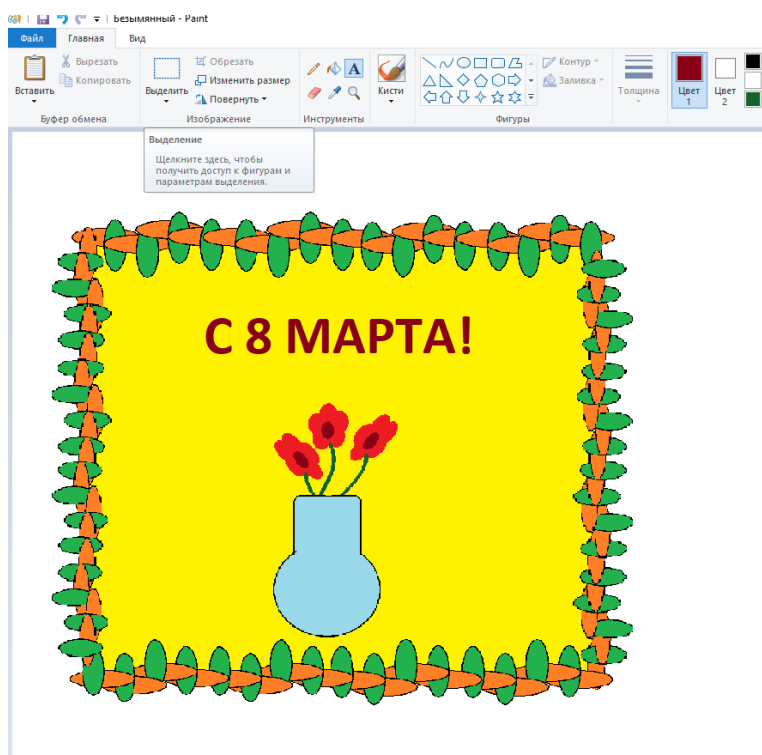 Безымянный - Paint
Файл Главная Вид
Вставить
Вырезать
Копировать
Буфер обмена
Выделить
Обрезать
Изменить размер
Повернуть
Изображение
A
Инструменты
Кисти
Контур
Заливка
Фигуры
Толщина
Цвет
1
Цвет
2
Выделение
Щелкните здесь, чтобы
получить доступ к фигурам и
параметрам выделения.
С 8 МАРТА!